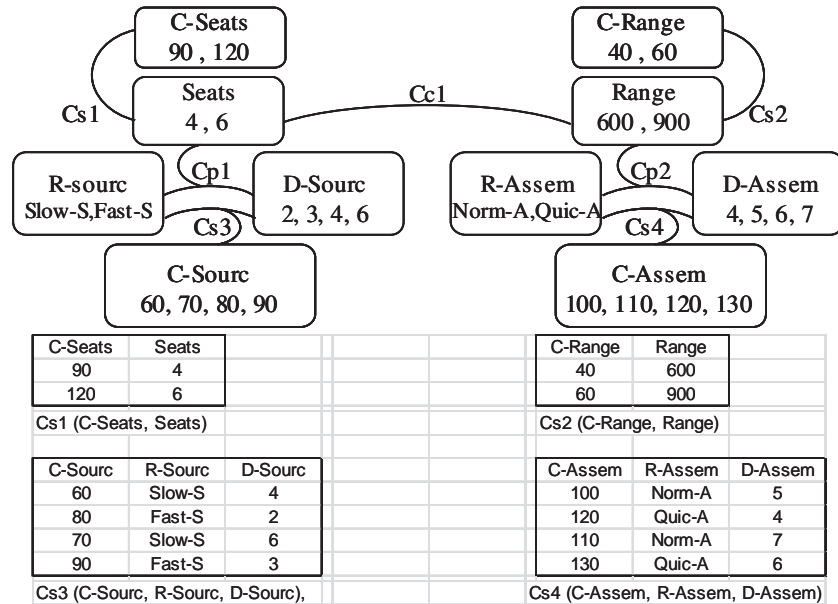 C-Seats
90 , 120
C-Range
40 , 60
Cs1
Seats
4 , 6
Cc1
Range
600 , 900
Cs2
R-sourc
Slow-S,Fast-S
Cp1
D-Sourc
2, 3, 4, 6
R-Assem
Norm-A,Quic-A
Cp2
D-Assem
4, 5, 6, 7
Cs3
Cs4
C-Sourc
60, 70, 80, 90
C-Assem
100, 110, 120, 130
C-Seats Seats
90 4
120 6
Cs1 (C-Seats, Seats)
C-Range Range
40 600
60 900
Cs2 (C-Range, Range)
C-Sourc R-Sourc D-Sourc
60 Slow-S 4
80 Fast-S 2
70 Slow-S 6
90 Fast-S 3
Cs3 (C-Sourc, R-Sourc, D-Sourc),
C-Assem R-Assem D-Assem
100 Norm-A 5
120 Quic-A 4
110 Norm-A 7
130 Quic-A 6
Cs4 (C-Assem, R-Assem, D-Assem)